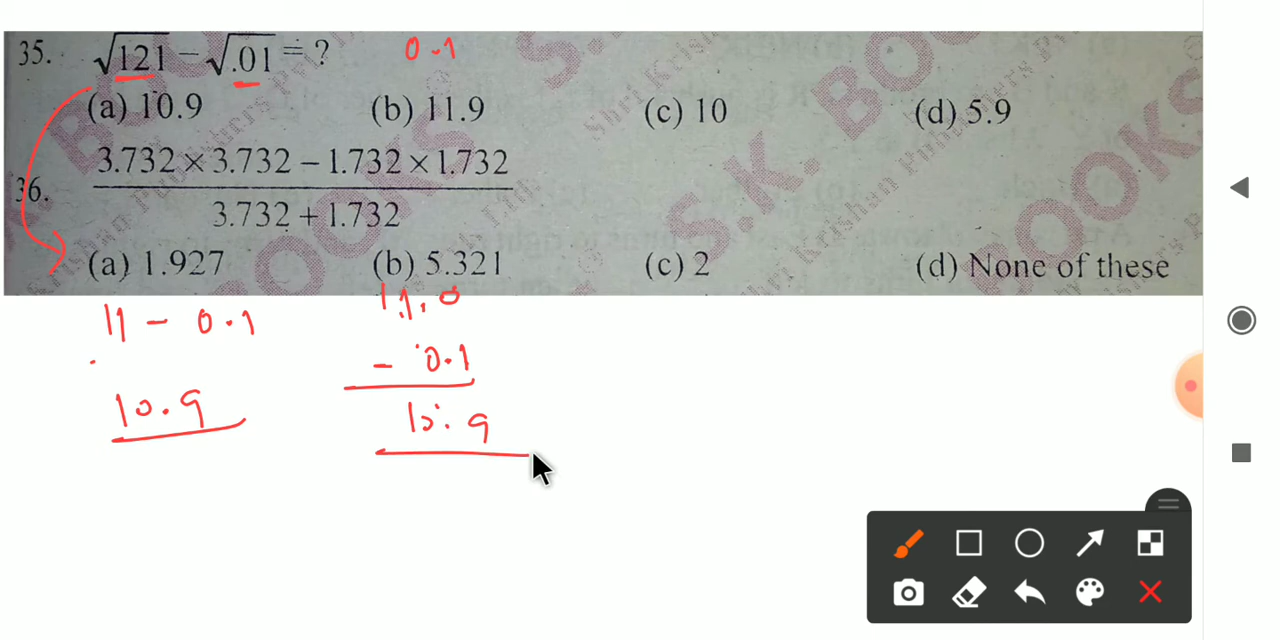 35. √121 − √.01 = ? 0.1
(a) 10.9 (b) 11.9 (c) 10 (d) 5.9
36. 3.732 × 3.732 − 1.732 × 1.732
3.732 + 1.732
(a) 1.927 (b) 5.321 (c) 2 (d) None of these
11 - 0.1
10.9
11.0
- 0.1
10.9